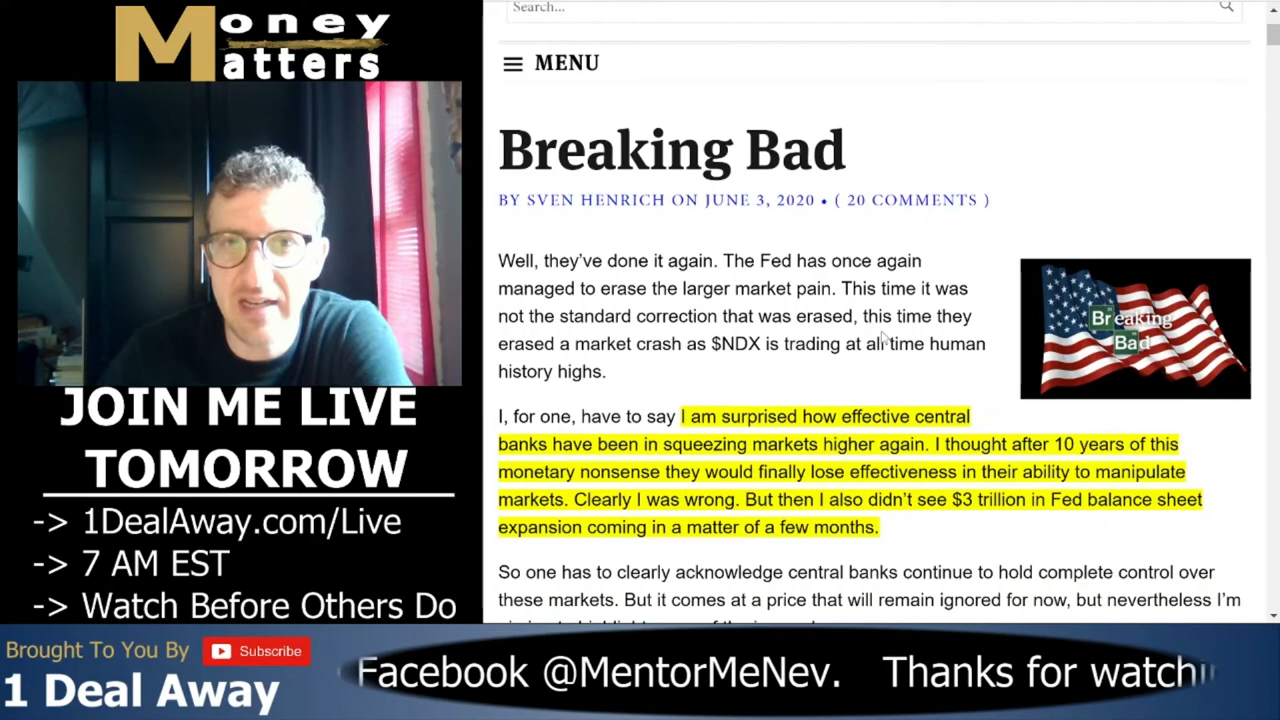 Money
Matters
JOIN ME LIVE
TOMORROW
-> 1DealAway.com/Live
-> 7 AM EST
-> Watch Before Others Do
Search...
MENU
Breaking Bad
BY SVEN HENRICH ON JUNE 3, 2020 • ( 20 COMMENTS )
Well, they've done it again. The Fed has once again
managed to erase the larger market pain. This time it was
not the standard correction that was erased, this time they
erased a market crash as $NDX is trading at all time human
history highs.
Breaking
Bad
I, for one, have to say I am surprised how effective central
banks have been in squeezing markets higher again. I thought after 10 years of this
monetary nonsense they would finally lose effectiveness in their ability to manipulate
markets. Clearly I was wrong. But then I also didn't see $3 trillion in Fed balance sheet
expansion coming in a matter of a few months.
So one has to clearly acknowledge central banks continue to hold complete control over
these markets. But it comes at a price that will remain ignored for now, but nevertheless I'm
Brought To You By
Subscribe
1 Deal Away
Facebook @MentorMeNev. Thanks for watchi